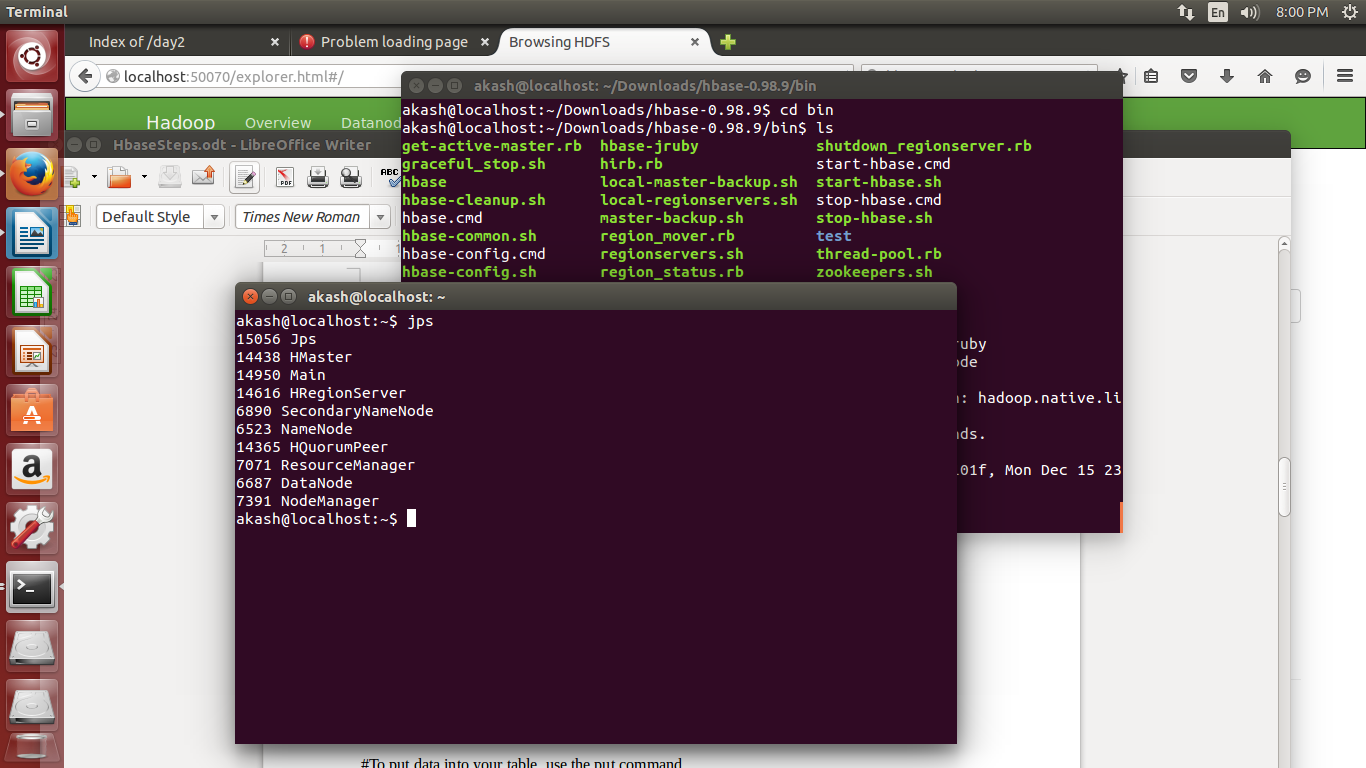 Terminal
En
8:00 PM
Index of /day2
Problem loading page
Browsing HDFS
localhost:50070/explorer.html#/
akash@localhost: ~/Downloads/hbase-0.98.9/bin
akash@localhost:~/Downloads/hbase-0.98.9$ cd bin
akash@localhost:~/Downloads/hbase-0.98.9/bin$ ls
get-active-master.rb hbase-jruby shutdown_regionserver.rb
graceful_stop.sh hirb.rb start-hbase.cmd
hbase local-master-backup.sh start-hbase.sh
hbase-cleanup.sh local-regionservers.sh stop-hbase.cmd
hbase.cmd master-backup.sh stop-hbase.sh
hbase-common.sh region_mover.rb test
hbase-config.cmd regionservers.sh thread-pool.rb
hbase-config.sh region_status.rb zookeepers.sh
ruby
ode
: hadoop.native.li
nds.
101f, Mon Dec 15 23
Hadoop Overview Datanod
HbaseSteps.odt - LibreOffice Writer
ABC
Default Style Times New Roman
2 1 1
akash@localhost: ~
akash@localhost:~$ jps
15056 Jps
14438 HMaster
14950 Main
14616 HRegionServer
6890 SecondaryNameNode
6523 NameNode
14365 HQuorumPeer
7071 ResourceManager
6687 DataNode
7391 NodeManager
akash@localhost:~$
#To put data into your table, use the put command